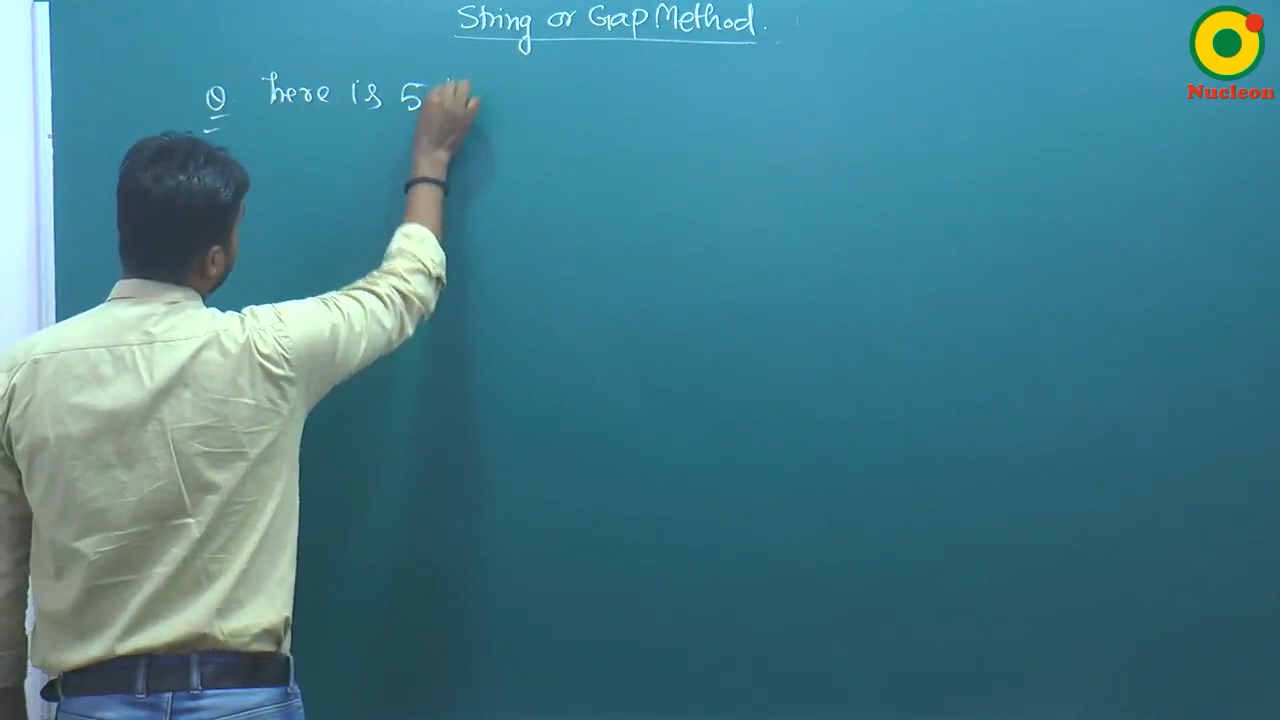 String or Gap Method.
Nucleon
Q. here is 5